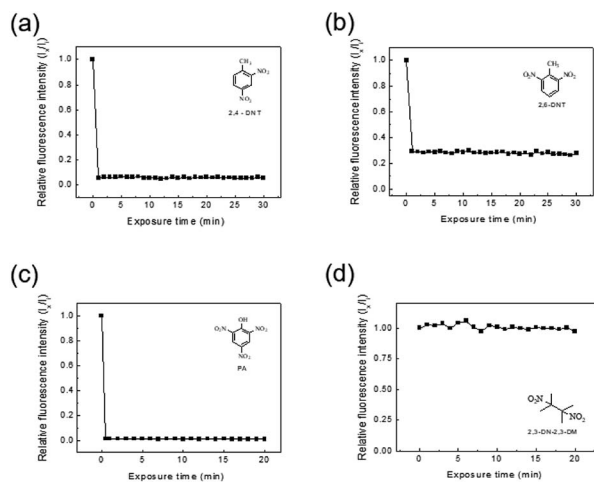 (a)
Relative fluorescence intensity (Ix/Ii)
1.0
0.8
0.6
0.4
0.2
0.0
0 5 10 15 20 25 30
Exposure time (min)
CH3
NO2
NO2
2,4 - DNT
(b)
Relative fluorescence intensity (Ix/Ii)
1.0
0.8
0.6
0.4
0.2
0.0
0 5 10 15 20 25 30
Exposure time (min)
CH3
O2N NO2
2,6-DNT
(c)
Relative fluorescence intensity (Ix/Ii)
1.0
0.8
0.6
0.4
0.2
0.0
0 5 10 15 20
Exposure time (min)
OH
O2N NO2
NO2
PA
(d)
Relative fluorescence intensity (Ix/Ii)
1.00
0.75
0.50
0.25
0.00
0 5 10 15 20
Exposure time (min)
O2N
NO2
2,3-DN-2,3-DM